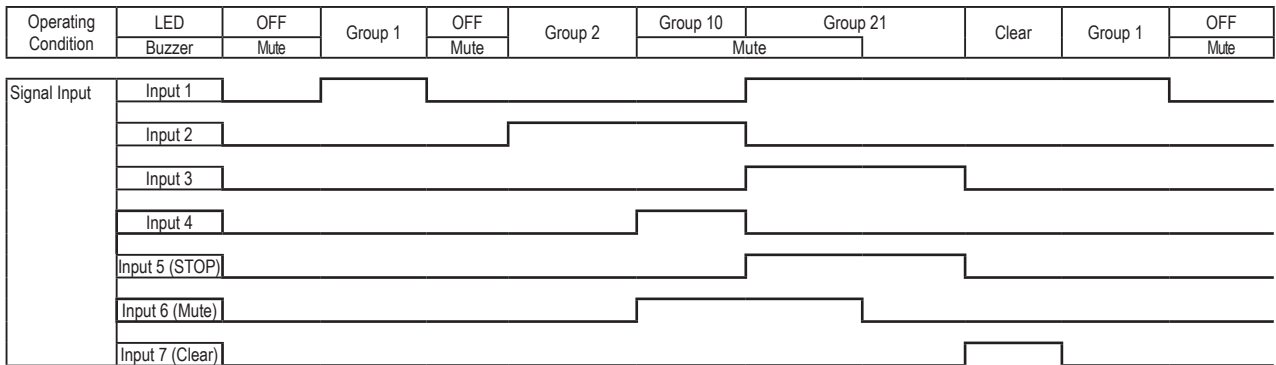 Operating Condition LED OFF Group 1 OFF Group 2 Group 10 Group 21 Clear Group 1 OFF
Buzzer Mute Mute Mute Mute
Signal Input Input 1
Input 2
Input 3
Input 4
Input 5 (STOP)
Input 6 (Mute)
Input 7 (Clear)